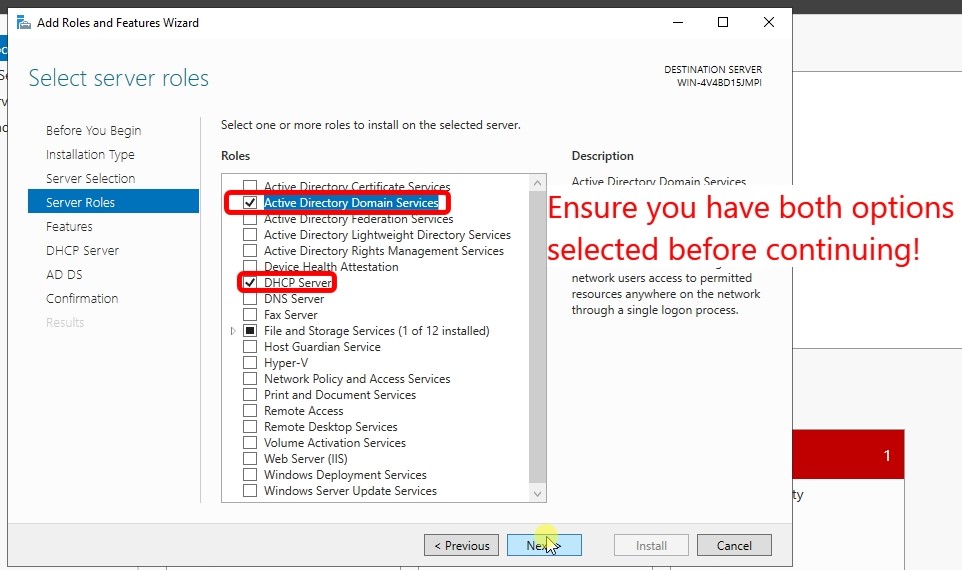 Add Roles and Features Wizard
Select server roles
DESTINATION SERVER
WIN-4V4BD15JMPI
Before You Begin
Installation Type
Server Selection
Server Roles
Features
DHCP Server
AD DS
Confirmation
Results
Select one or more roles to install on the selected server.
Roles
Active Directory Certificate Services
Active Directory Domain Services
Active Directory Federation Services
Active Directory Lightweight Directory Services
Active Directory Rights Management Services
Device Health Attestation
DHCP Server
DNS Server
Fax Server
File and Storage Services (1 of 12 installed)
Host Guardian Service
Hyper-V
Network Policy and Access Services
Print and Document Services
Remote Access
Remote Desktop Services
Volume Activation Services
Web Server (IIS)
Windows Deployment Services
Windows Server Update Services
Description
Active Directory Domain Services
Ensure you have both options
selected before continuing!
network users access to permitted
resources anywhere on the network
through a single logon process.
1
ty
< Previous
Next >
Install
Cancel